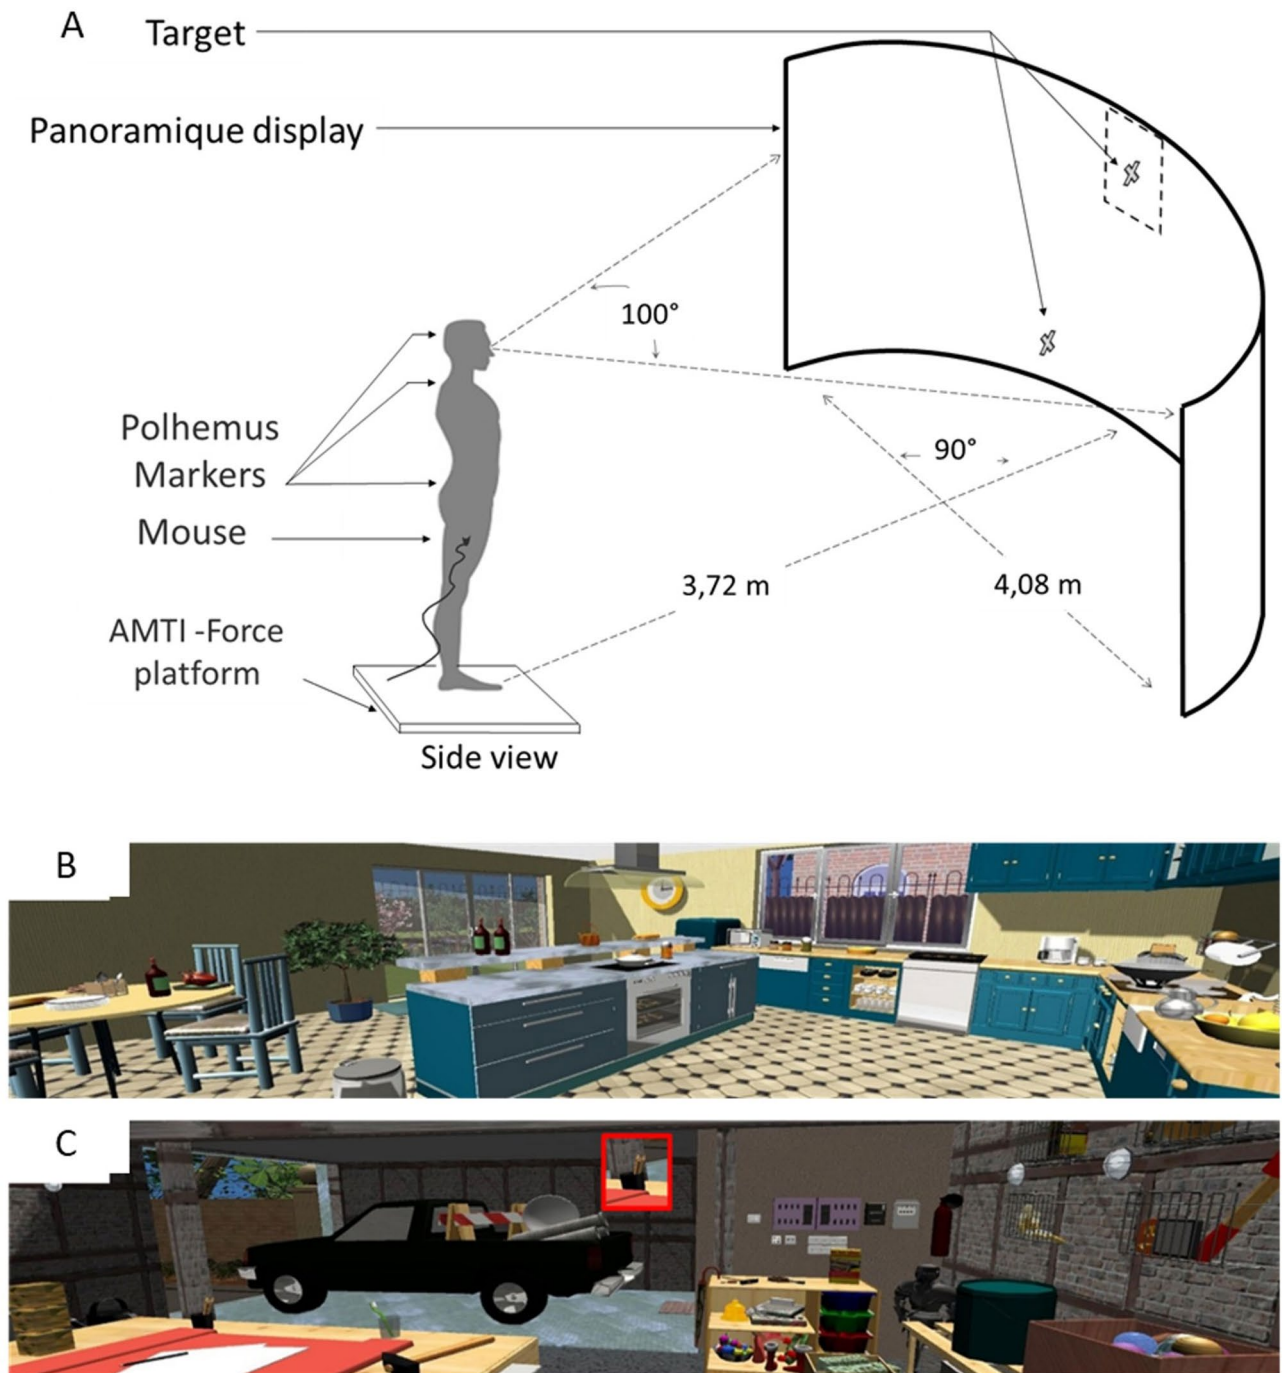 A
Target
Panoramique display
100°
Polhemus
Markers
90°
Mouse
3,72 m
4,08 m
AMTI -Force
platform
Side view
B
C